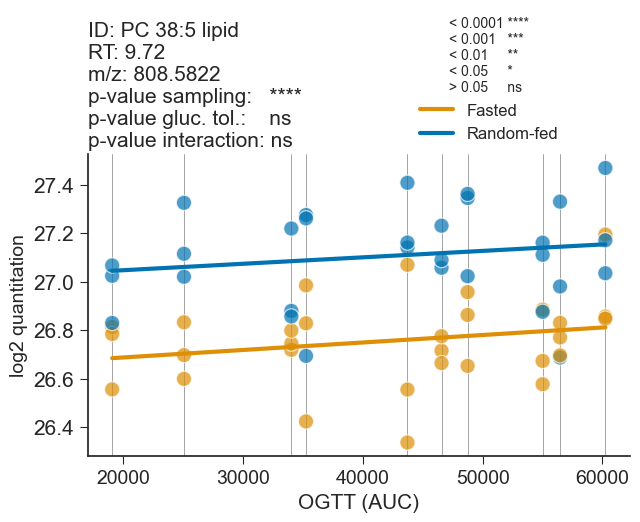 ID: PC 38:5 lipid
RT: 9.72
m/z: 808.5822
p-value sampling: ****
p-value gluc. tol.: ns
p-value interaction: ns
< 0.0001 ****
< 0.001 ***
< 0.01 **
< 0.05 *
> 0.05 ns
Fasted
Random-fed
log2 quantitation
27.4
27.2
27.0
26.8
26.6
26.4
20000 30000 40000 50000 60000
OGTT (AUC)